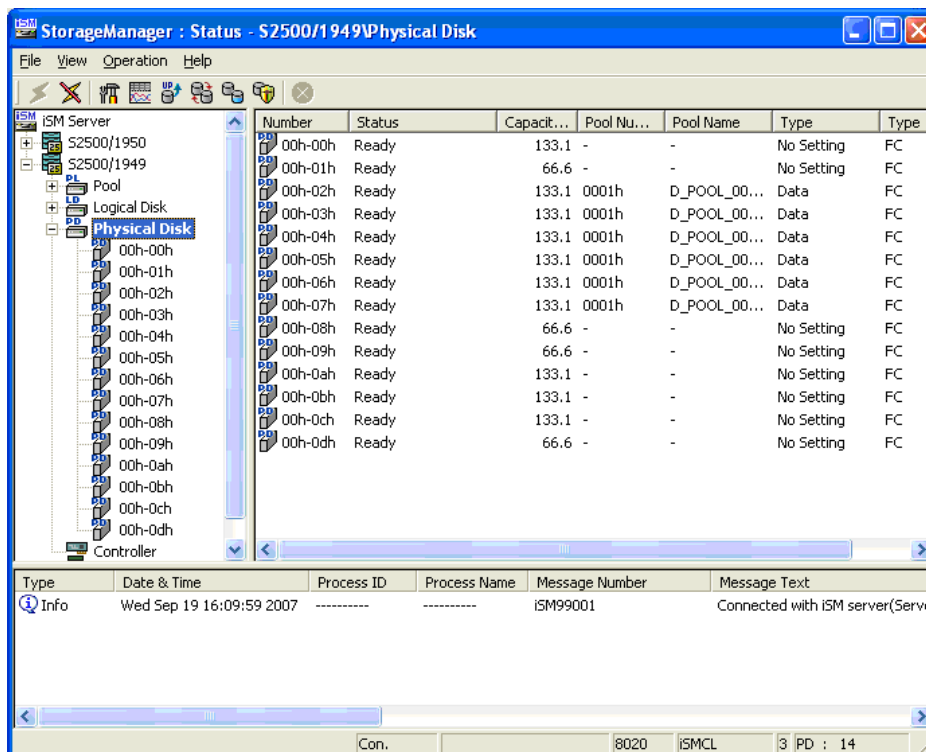 StorageManager : Status - S2500/1949\Physical Disk
File View Operation Help
iSM Server
S2500/1950
S2500/1949
Pool
Logical Disk
Physical Disk
00h-00h
00h-01h
00h-02h
00h-03h
00h-04h
00h-05h
00h-06h
00h-07h
00h-08h
00h-09h
00h-0ah
00h-0bh
00h-0ch
00h-0dh
Controller
Number Status Capacit... Pool Nu... Pool Name Type Type
00h-00h Ready 133.1 - - No Setting FC
00h-01h Ready 66.6 - - No Setting FC
00h-02h Ready 133.1 0001h D_POOL_00... Data FC
00h-03h Ready 133.1 0001h D_POOL_00... Data FC
00h-04h Ready 133.1 0001h D_POOL_00... Data FC
00h-05h Ready 133.1 0001h D_POOL_00... Data FC
00h-06h Ready 133.1 0001h D_POOL_00... Data FC
00h-07h Ready 133.1 0001h D_POOL_00... Data FC
00h-08h Ready 66.6 - - No Setting FC
00h-09h Ready 66.6 - - No Setting FC
00h-0ah Ready 133.1 - - No Setting FC
00h-0bh Ready 133.1 - - No Setting FC
00h-0ch Ready 133.1 - - No Setting FC
00h-0dh Ready 66.6 - - No Setting FC
Type Date & Time Process ID Process Name Message Number Message Text
Info Wed Sep 19 16:09:59 2007 ---------- ---------- iSM99001 Connected with iSM server(Serv
Con. 8020 iSMCL 3 PD : 14